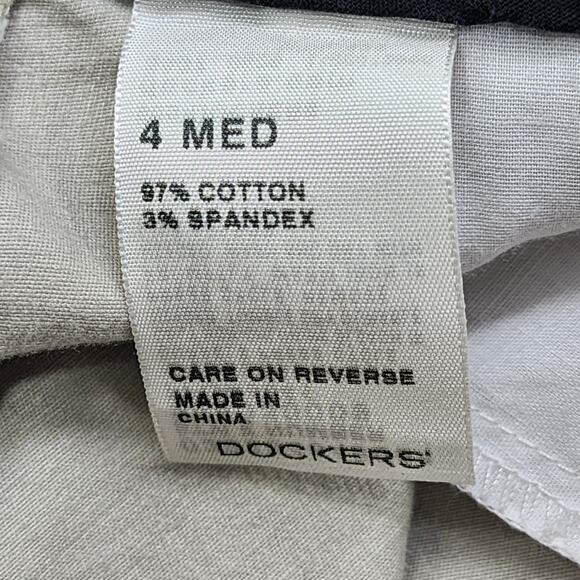 4 MED
97% COTTON
3% SPANDEX
CARE ON REVERSE
MADE IN
CHINA
DOCKERS®